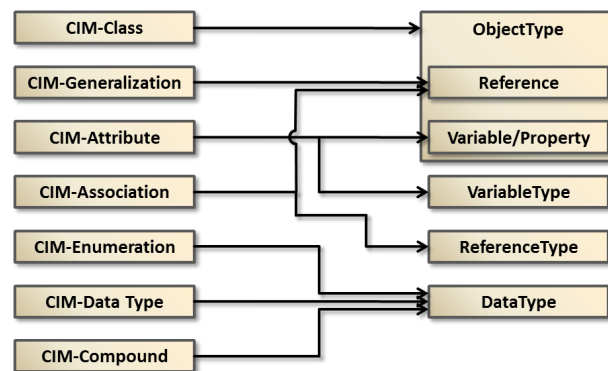 CIM-Class
ObjectType
CIM-Generalization
Reference
CIM-Attribute
Variable/Property
CIM-Association
VariableType
CIM-Enumeration
ReferenceType
CIM-Data Type
DataType
CIM-Compound